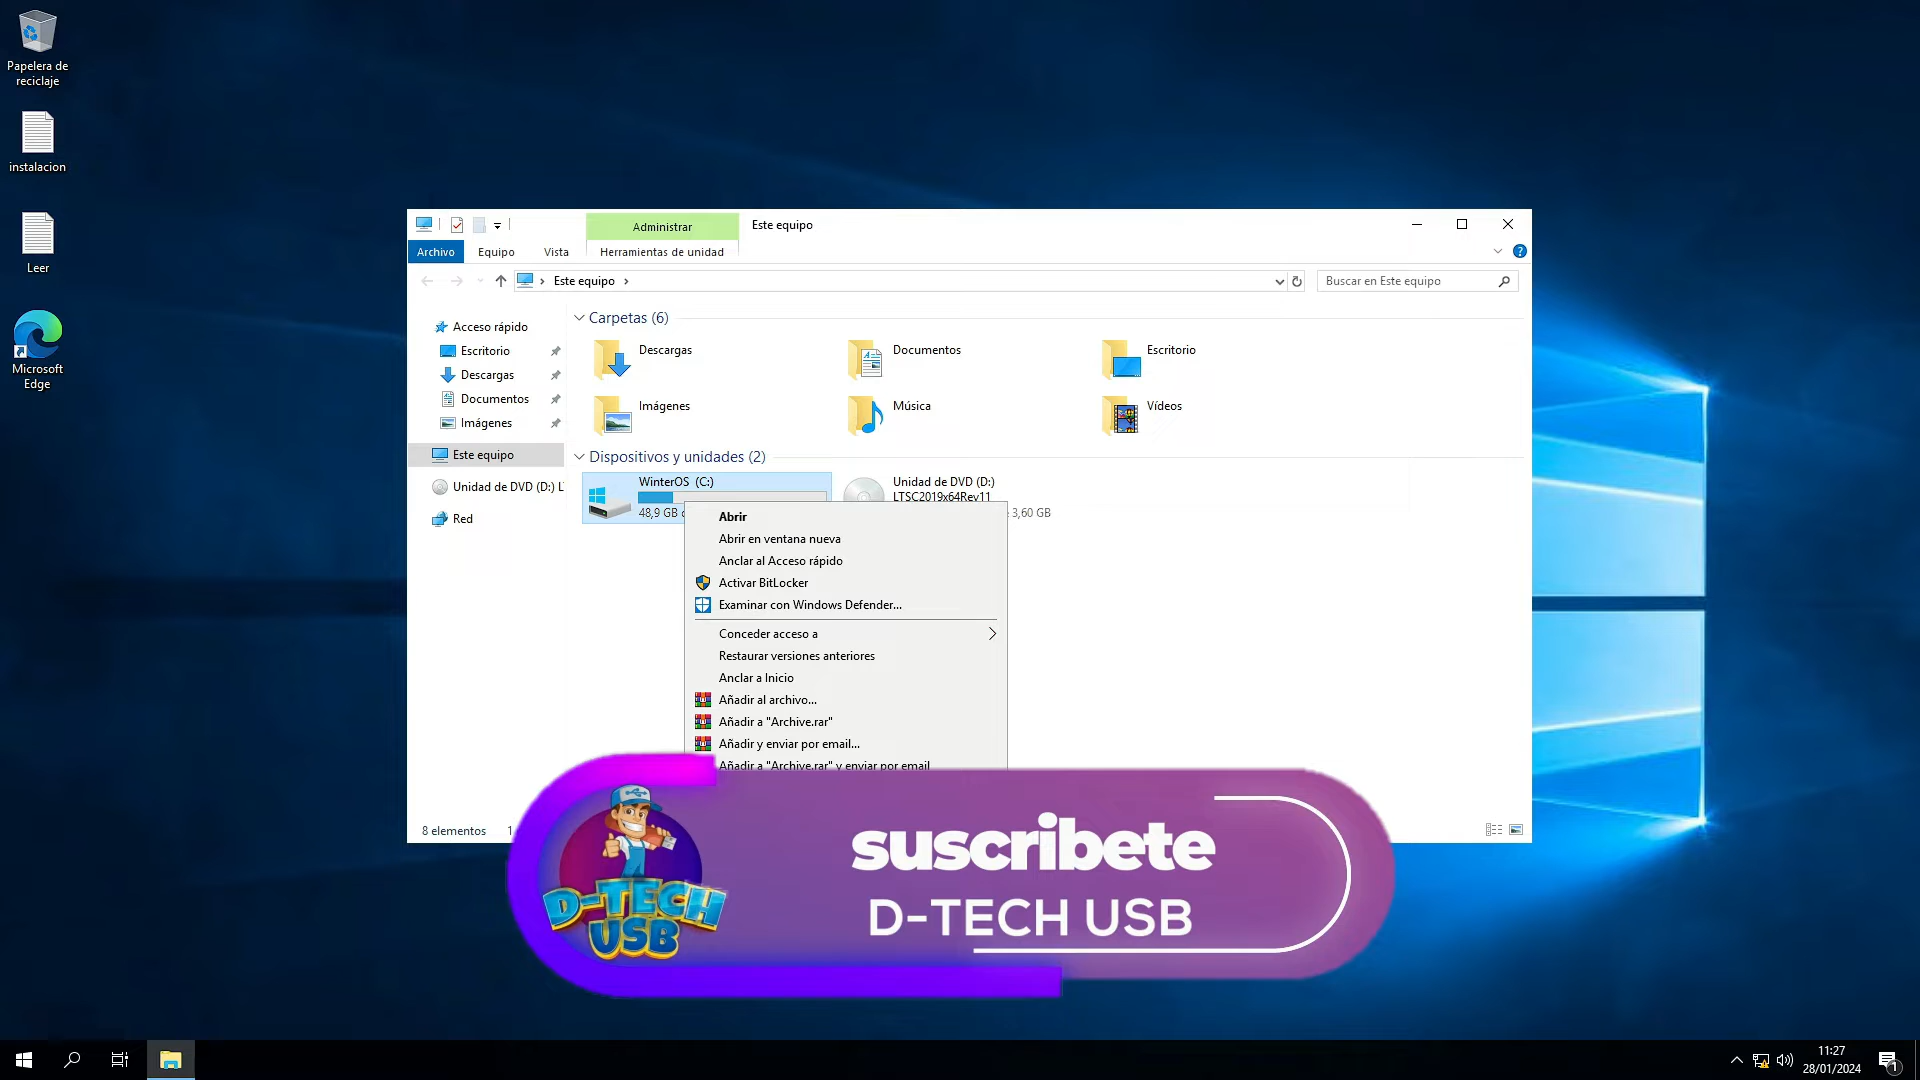 Papelera de
reciclaje
instalacion
Leer
Microsoft
Edge
Administrar
Este equipo
Archivo
Equipo
Vista
Herramientas de unidad
Este equipo
Buscar en Este equipo
Acceso rápido
Escritorio
Descargas
Documentos
Imágenes
Este equipo
Unidad de DVD (D:) L
Red
Carpetas (6)
Descargas
Documentos
Escritorio
Imágenes
Música
Vídeos
Dispositivos y unidades (2)
WinterOS (C:)
48,9 GB
Unidad de DVD (D:)
LTSC2019x64Rev11
3,60 GB
Abrir
Abrir en ventana nueva
Anclar al Acceso rápido
Activar BitLocker
Examinar con Windows Defender...
Conceder acceso a
Restaurar versiones anteriores
Anclar a Inicio
Añadir al archivo...
Añadir a "Archive.rar"
Añadir y enviar por email...
Añadir a "Archive.rar" y enviar por email
8 elementos
1
D-TECH
USB
suscribete
D-TECH USB
11:27
28/01/2024
1